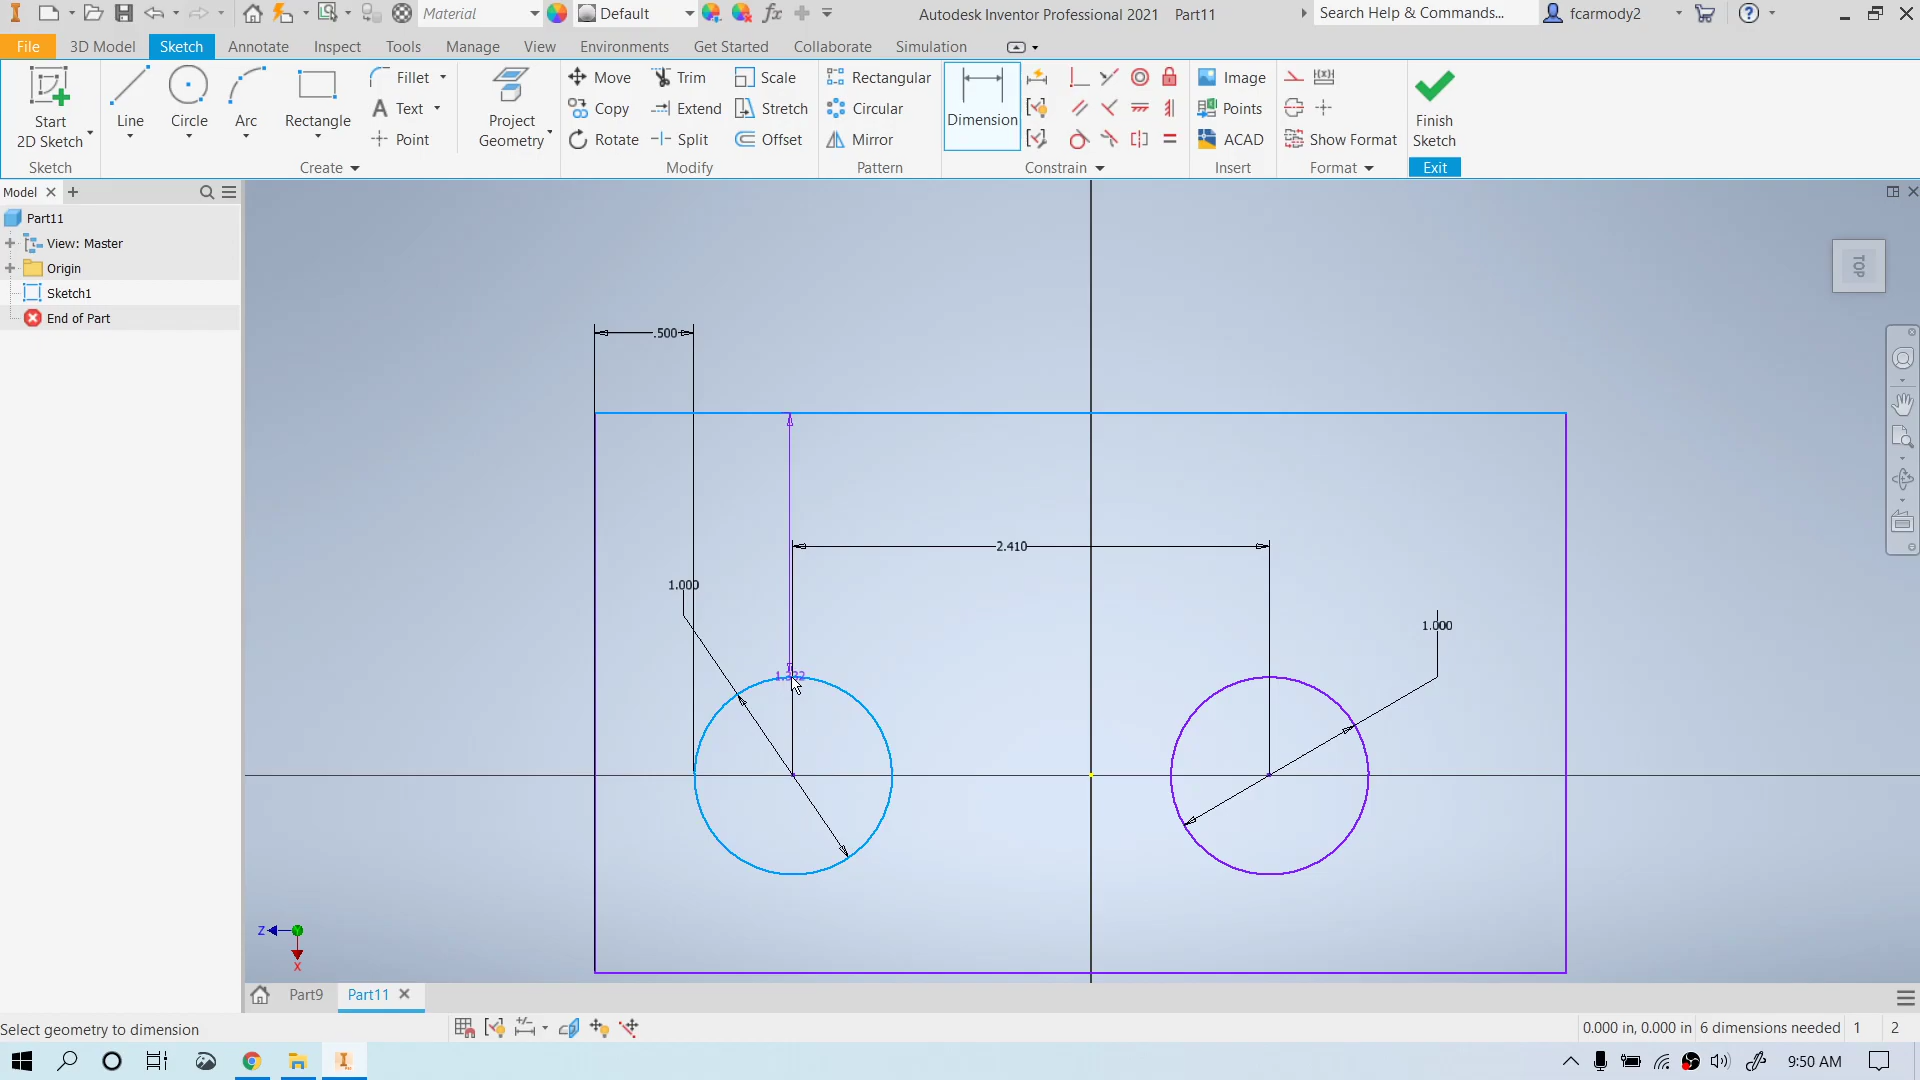 Material
Default
Autodesk Inventor Professional 2021 Part11
Search Help & Commands...
fcarmody2
File 3D Model Sketch Annotate Inspect Tools Manage View Environments Get Started Collaborate Simulation
Start
2D Sketch
Sketch
Line
Circle
Arc
Rectangle
Fillet
Text
Point
Create
Project
Geometry
Move
Copy
Rotate
Trim
Extend
Split
Scale
Stretch
Offset
Modify
Rectangular
Circular
Mirror
Pattern
Dimension
Constrain
Image
Points
ACAD
Insert
Show Format
Format
Finish
Sketch
Exit
Model
Part11
View: Master
Origin
Sketch1
End of Part
TOP
.500
2.410
1.000
1.000
Z
Y
X
Part9
Part11
Select geometry to dimension
0.000 in, 0.000 in 6 dimensions needed 1 2
9:50 AM